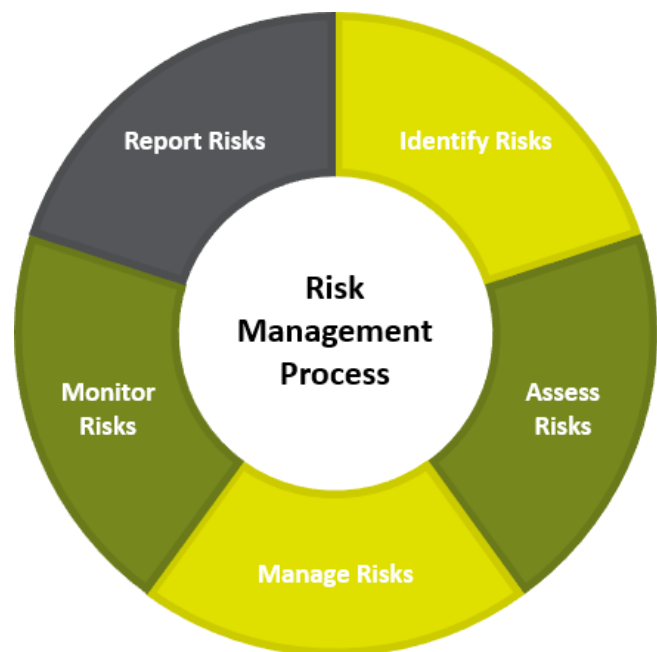 Risk
Management
Process
Identify Risks
Assess
Risks
Manage Risks
Monitor
Risks
Report Risks